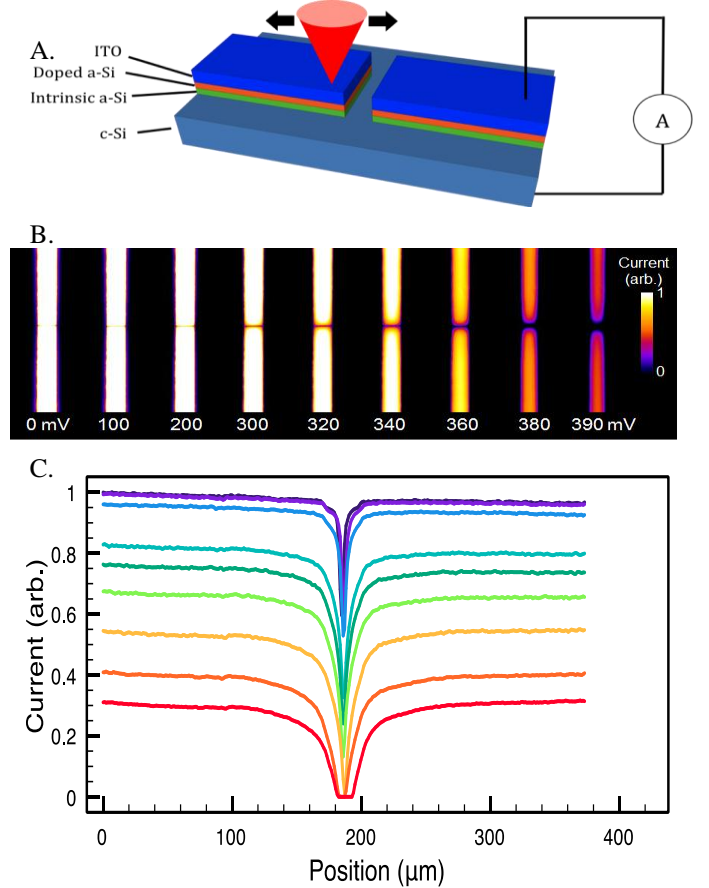 A.
ITO
Doped a-Si
Intrinsic a-Si
c-Si
A
B.
Current
(arb.)
1
0
0 mV 100 200 300 320 340 360 380 390 mV
C.
1
0.8
0.6
0.4
0.2
0
Current (arb.)
0 100 200 300 400
Position (μm)